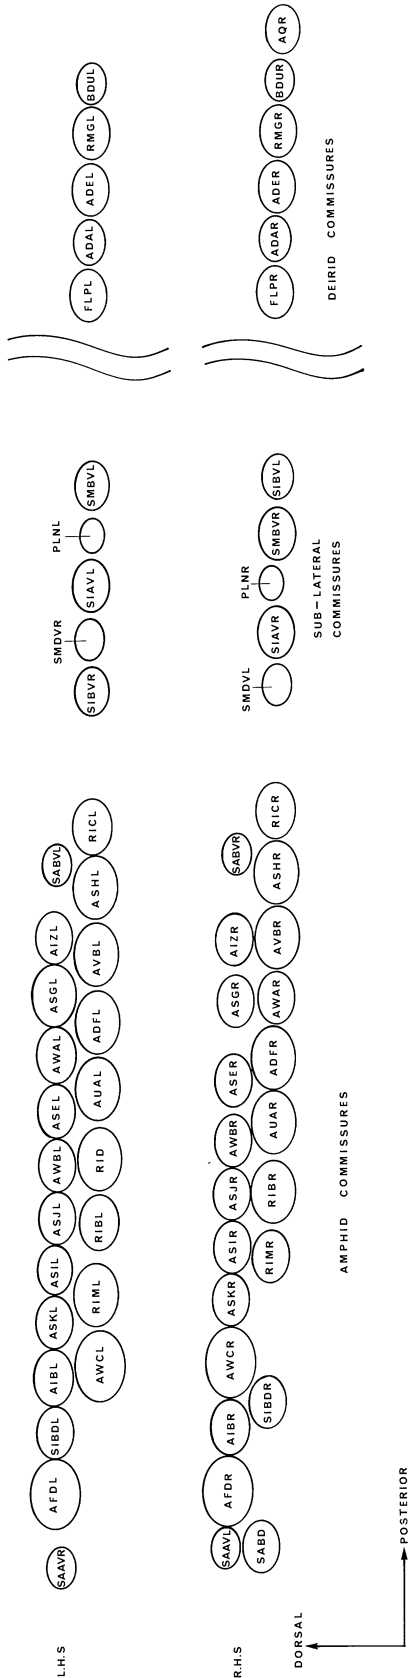 L.H.S SAAVR AFDL SIBDL AIBL ASKL ASIL ASJL AWBL ASEL AWAL ASGL AIZL SABVL SMDVR PLNL
AWCL RIML RIBL RID AUAL ADFL AVBL ASHL RICL SIBVR SIAVL SMBVL FLPL ADAL ADEL RMGL BDUL
R.H.S SAAVL AFDR AIBR AWCR ASKR ASIR ASJR AWBR ASER ASGR AIZR SABVR SMDVL PLNR
SABD SIBDR RIMR RIBR AUAR ADFR AWAR AVBR ASHR RICR SIAVR SMBVR SIBVL FLPR ADAR ADER RMGR BDUR AQR
AMPHID COMMISSURES
SUB-LATERAL
COMMISSURES
DEIRID COMMISSURES
DORSAL
POSTERIOR